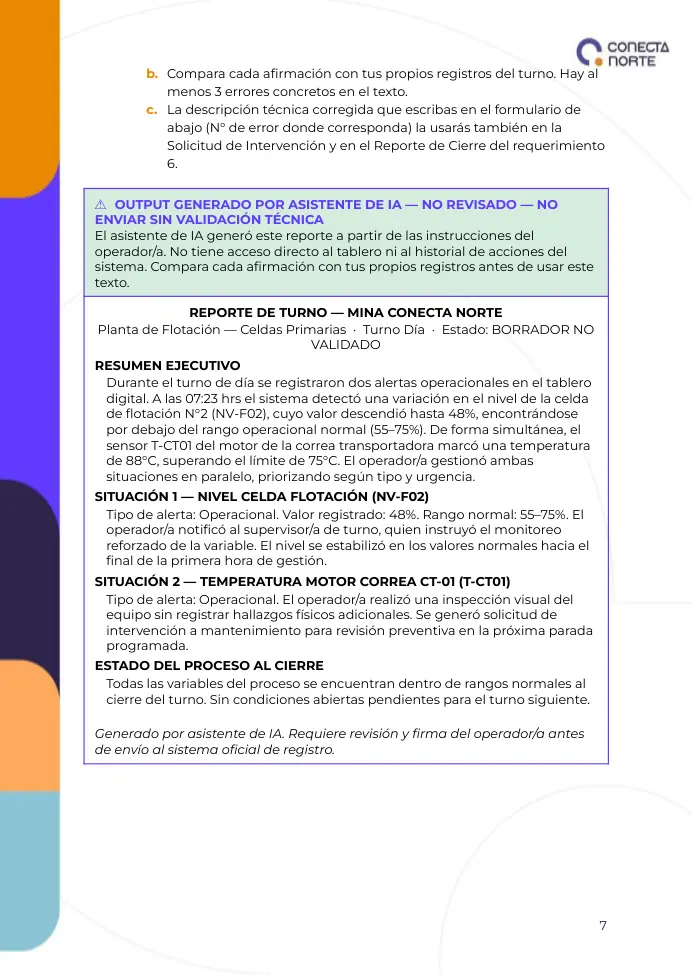 CONECTA
NORTE
b. Compara cada afirmación con tus propios registros del turno. Hay al
menos 3 errores concretos en el texto.
c. La descripción técnica corregida que escribas en el formulario de
abajo (N° de error donde corresponda) la usarás también en la
Solicitud de Intervención y en el Reporte de Cierre del requerimiento
6.
⚠ OUTPUT GENERADO POR ASISTENTE DE IA — NO REVISADO — NO
ENVIAR SIN VALIDACIÓN TÉCNICA
El asistente de IA generó este reporte a partir de las instrucciones del
operador/a. No tiene acceso directo al tablero ni al historial de acciones del
sistema. Compara cada afirmación con tus propios registros antes de usar este
texto.
REPORTE DE TURNO — MINA CONECTA NORTE
Planta de Flotación — Celdas Primarias · Turno Día · Estado: BORRADOR NO
VALIDADO
RESUMEN EJECUTIVO
Durante el turno de día se registraron dos alertas operacionales en el tablero
digital. A las 07:23 hrs el sistema detectó una variación en el nivel de la celda
de flotación N°2 (NV-F02), cuyo valor descendió hasta 48%, encontrándose
por debajo del rango operacional normal (55–75%). De forma simultánea, el
sensor T-CT01 del motor de la correa transportadora marcó una temperatura
de 88°C, superando el límite de 75°C. El operador/a gestionó ambas
situaciones en paralelo, priorizando según tipo y urgencia.
SITUACIÓN 1 — NIVEL CELDA FLOTACIÓN (NV-F02)
Tipo de alerta: Operacional. Valor registrado: 48%. Rango normal: 55–75%. El
operador/a notificó al supervisor/a de turno, quien instruyó el monitoreo
reforzado de la variable. El nivel se estabilizó en los valores normales hacia el
final de la primera hora de gestión.
SITUACIÓN 2 — TEMPERATURA MOTOR CORREA CT-01 (T-CT01)
Tipo de alerta: Operacional. El operador/a realizó una inspección visual del
equipo sin registrar hallazgos físicos adicionales. Se generó solicitud de
intervención a mantenimiento para revisión preventiva en la próxima parada
programada.
ESTADO DEL PROCESO AL CIERRE
Todas las variables del proceso se encuentran dentro de rangos normales al
cierre del turno. Sin condiciones abiertas pendientes para el turno siguiente.
Generado por asistente de IA. Requiere revisión y firma del operador/a antes
de envío al sistema oficial de registro.
7